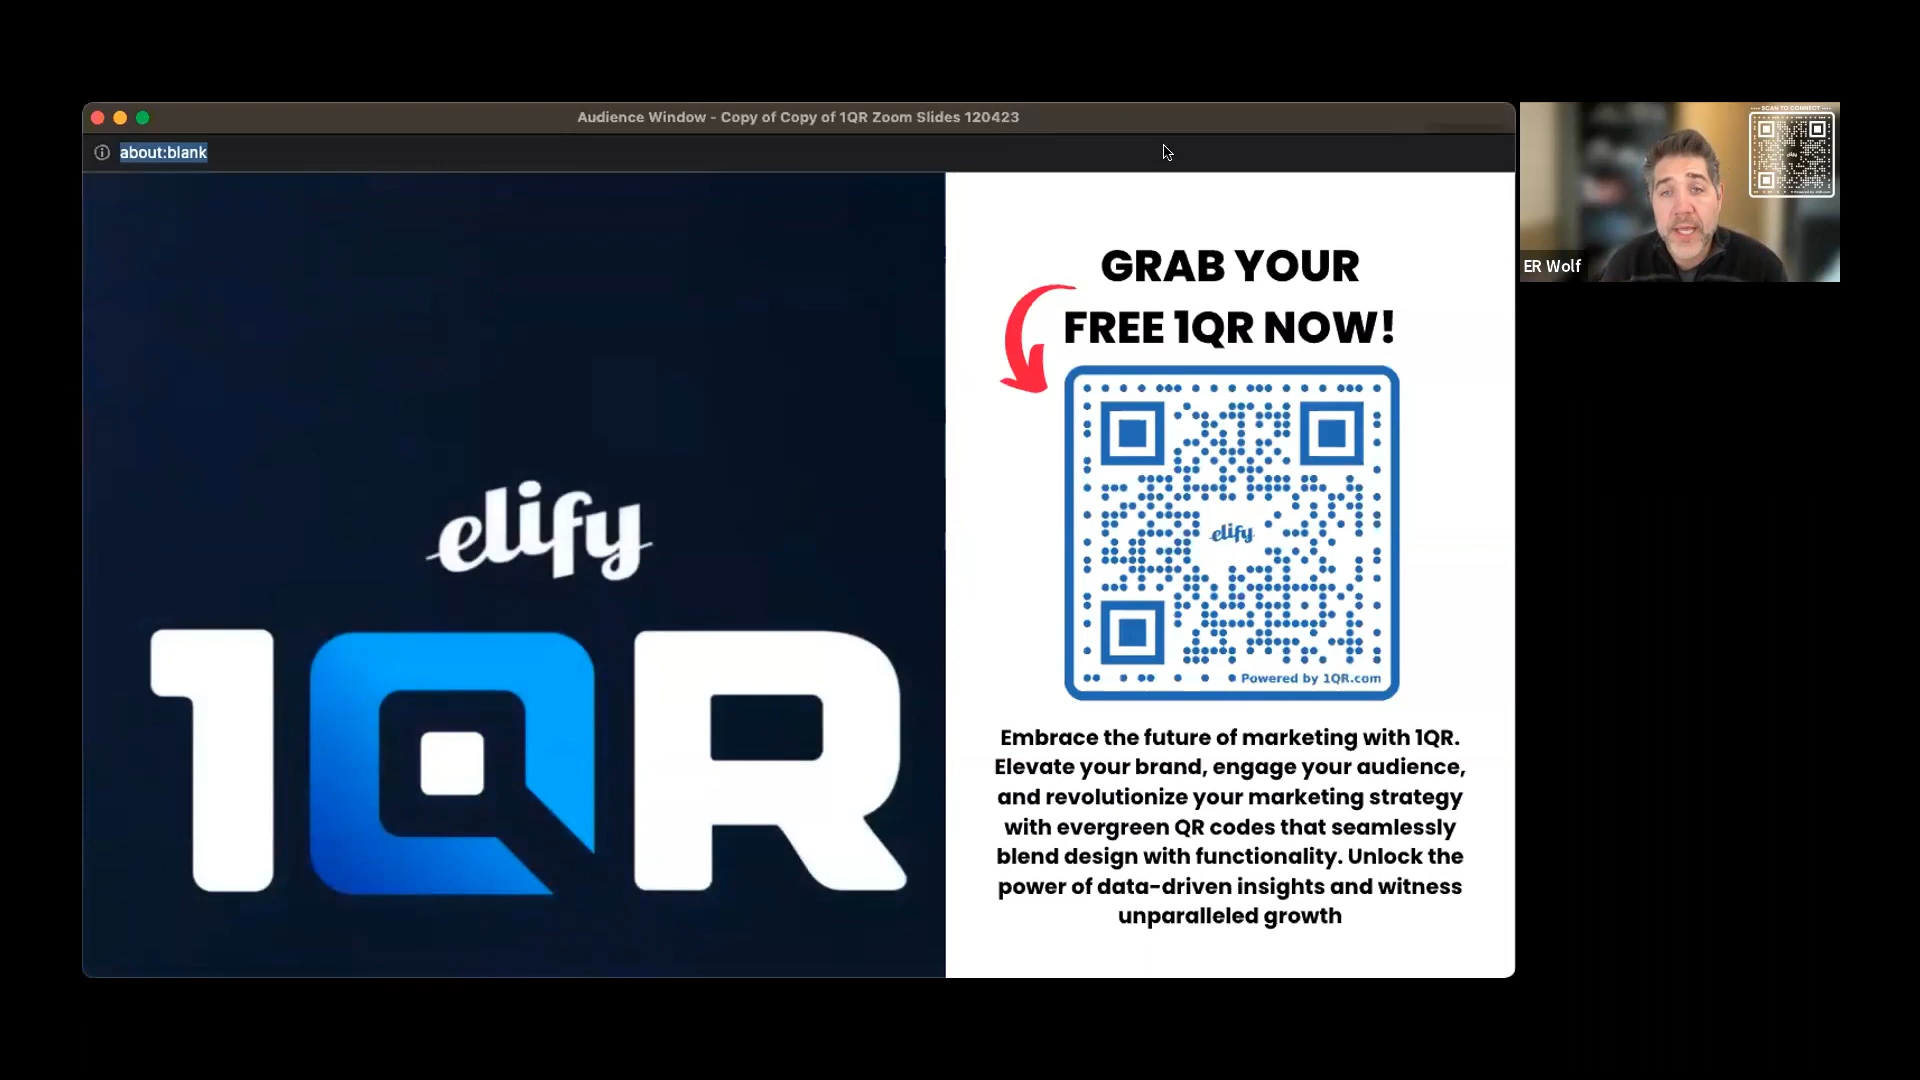 Audience Window - Copy of Copy of 1QR Zoom Slides 120423
about:blank
SCAN TO CONNECT
ER Wolf
elify
1QR
GRAB YOUR
FREE 1QR NOW!
elify
Powered by 1QR.com
Embrace the future of marketing with 1QR.
Elevate your brand, engage your audience,
and revolutionize your marketing strategy
with evergreen QR codes that seamlessly
blend design with functionality. Unlock the
power of data-driven insights and witness
unparalleled growth